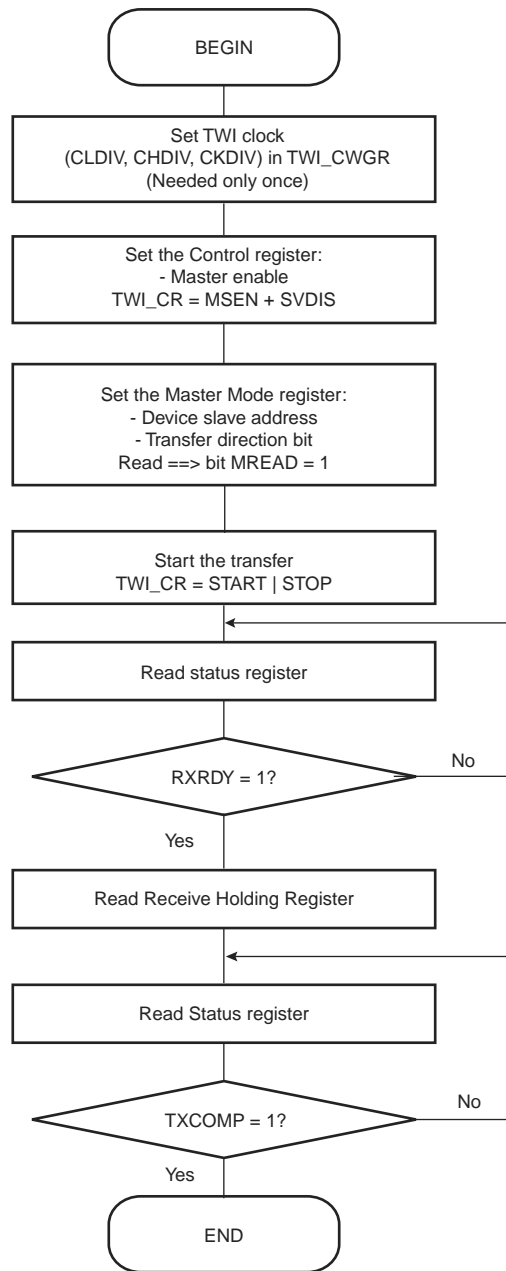 BEGIN
Set TWI clock
(CLDIV, CHDIV, CKDIV) in TWI_CWGR
(Needed only once)
Set the Control register:
- Master enable
TWI_CR = MSEN + SVDIS
Set the Master Mode register:
- Device slave address
- Transfer direction bit
Read ==> bit MREAD = 1
Start the transfer
TWI_CR = START | STOP
Read status register
RXRDY = 1?
No
Yes
Read Receive Holding Register
Read Status register
TXCOMP = 1?
No
Yes
END